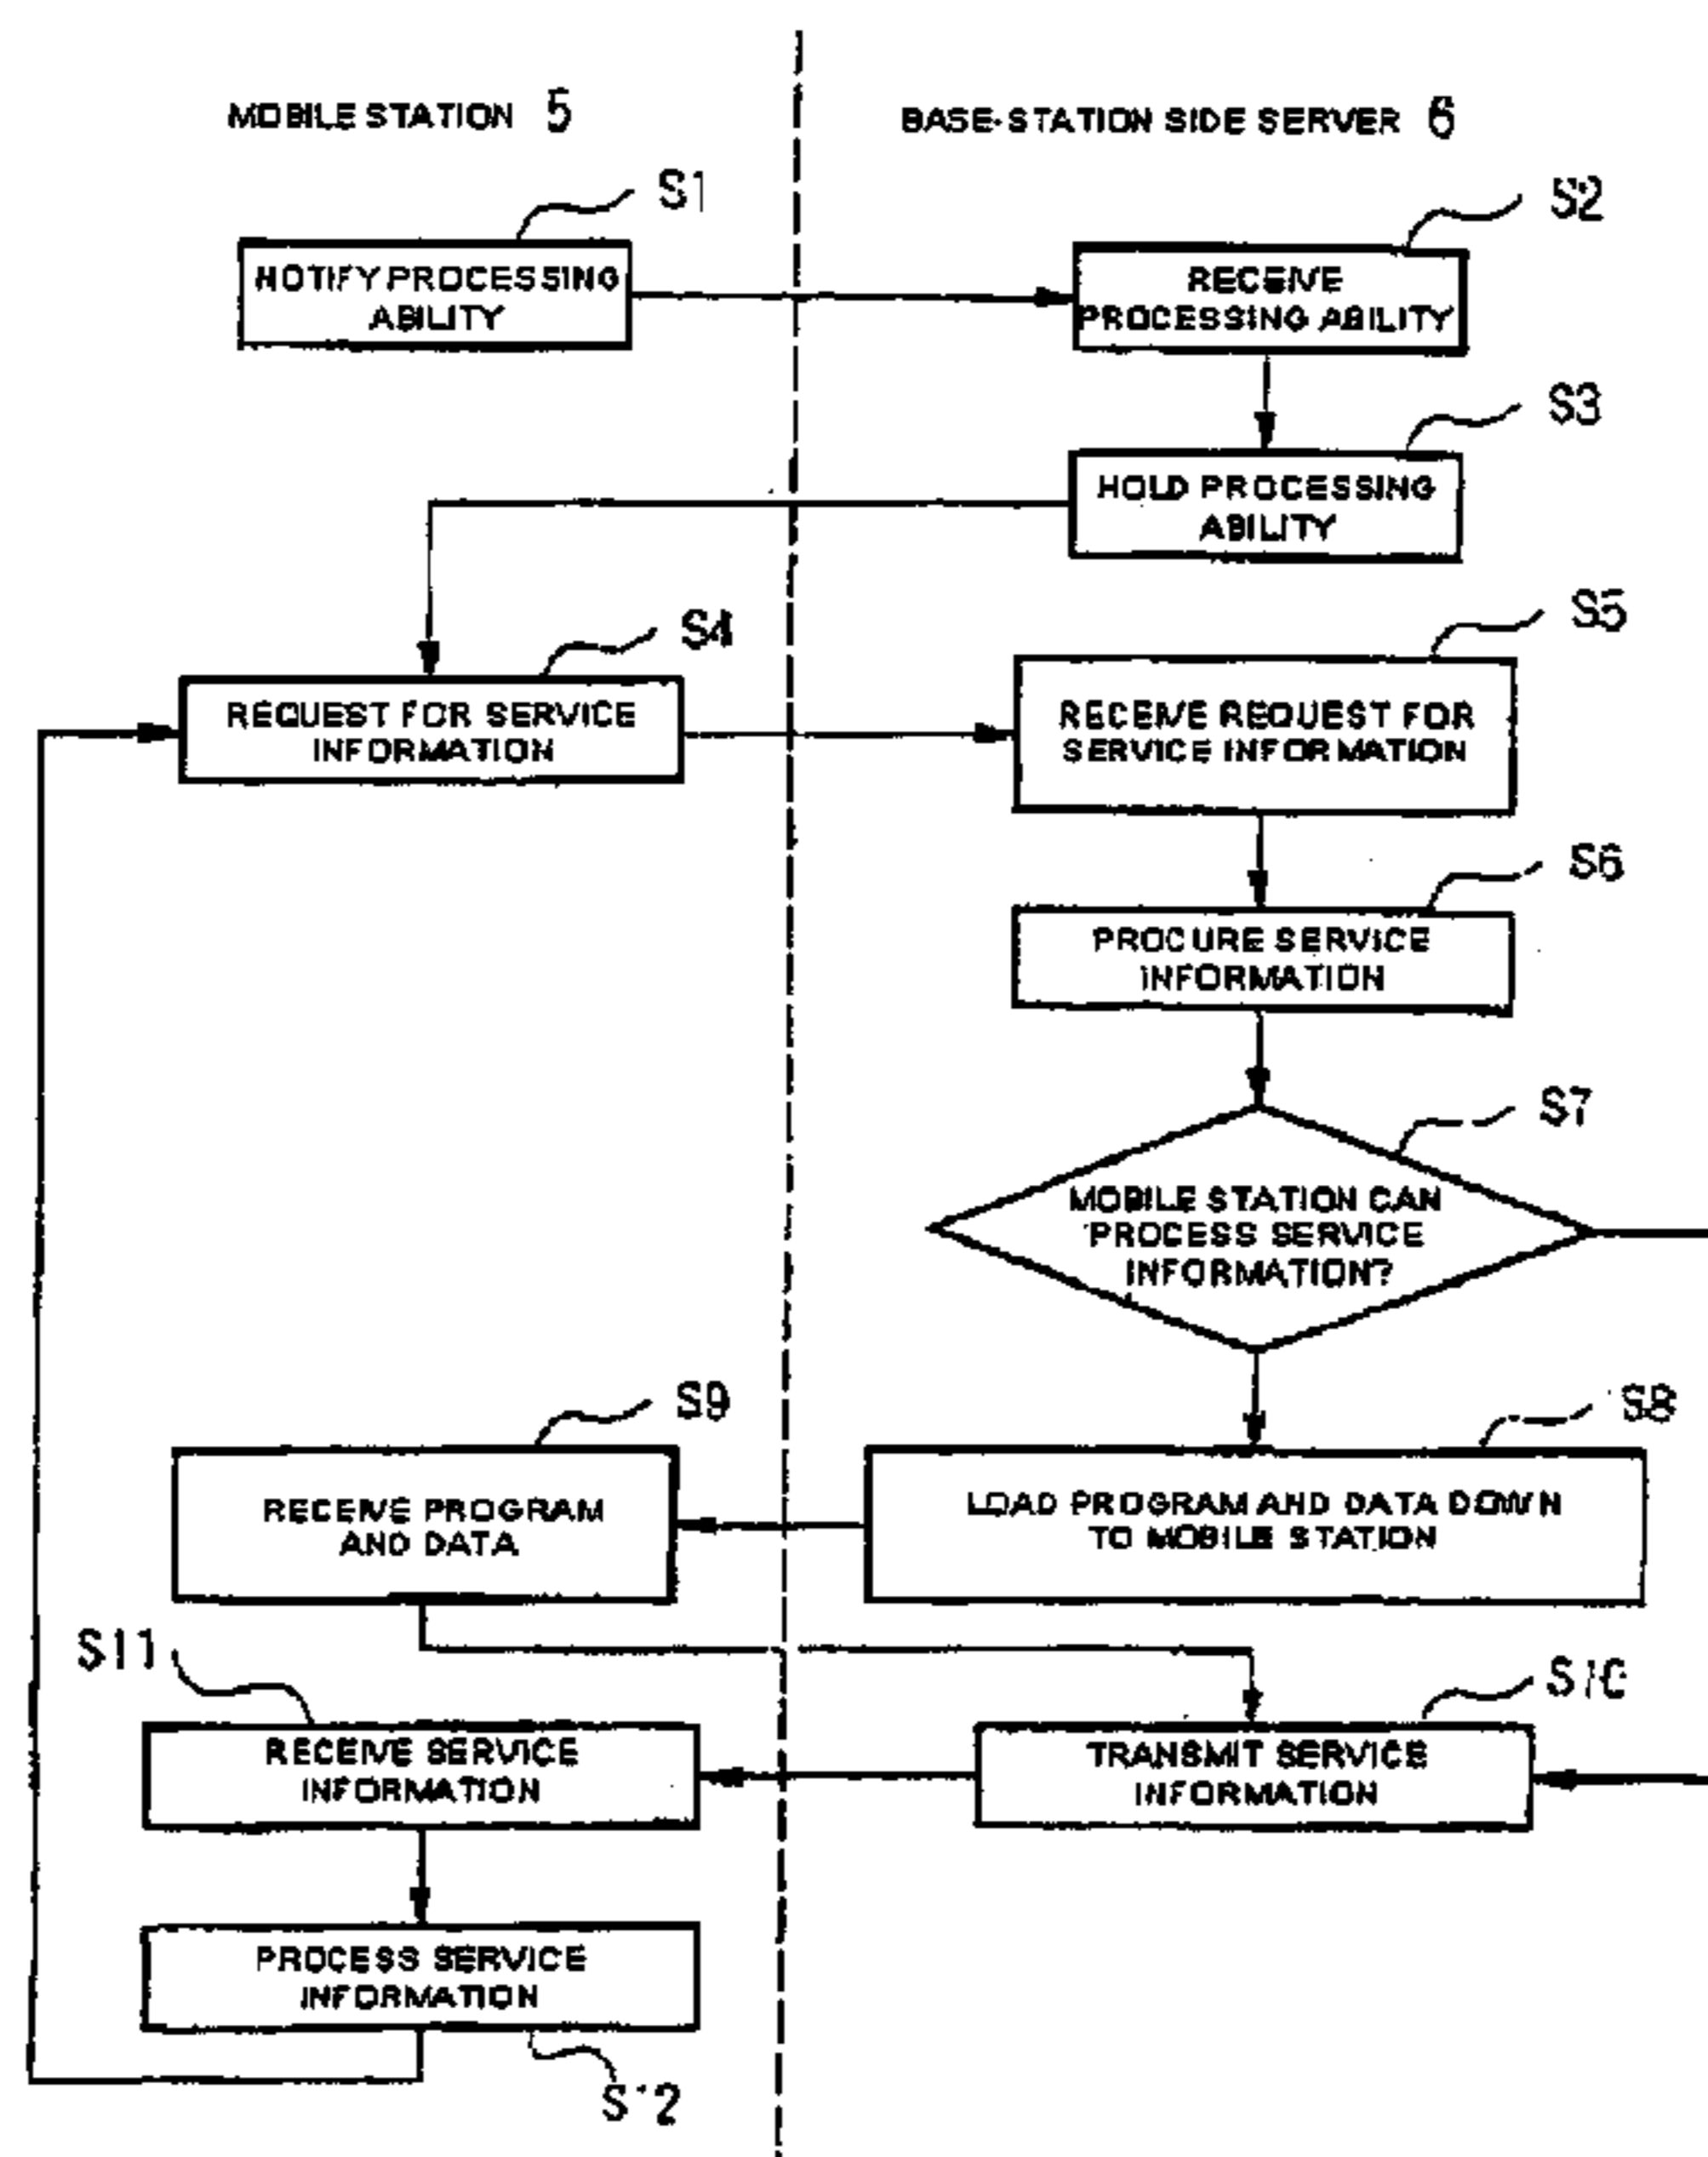 MOBILE STATION 5
BASE-STATION SIDE SERVER 6
S1
NOTIFY PROCESSING
ABILITY
S2
RECEIVE
PROCESSING ABILITY
S3
HOLD PROCESSING
ABILITY
S4
REQUEST FOR SERVICE
INFORMATION
S5
RECEIVE REQUEST FOR
SERVICE INFORMATION
S6
PROCURE SERVICE
INFORMATION
S7
MOBILE STATION CAN
PROCESS SERVICE
INFORMATION?
S8
LOAD PROGRAM AND DATA DOWN
TO MOBILE STATION
S9
RECEIVE PROGRAM
AND DATA
S10
TRANSMIT SERVICE
INFORMATION
S11
RECEIVE SERVICE
INFORMATION
PROCESS SERVICE
INFORMATION
S12